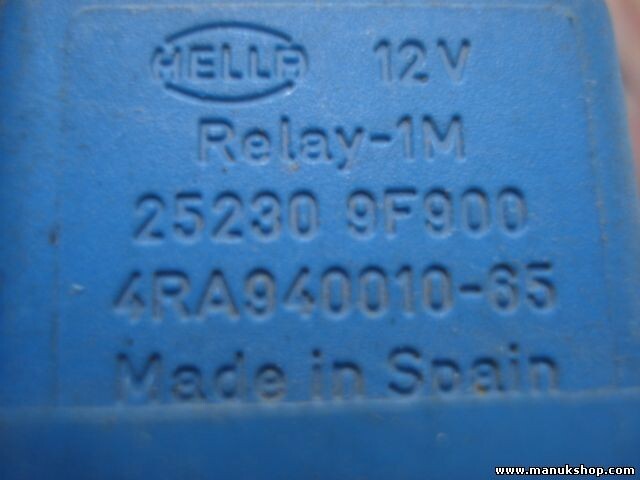 HELLA 12V
Relay-1M
25230 9F900
4RA940010-65
Made in Spain
www.manukshop.com